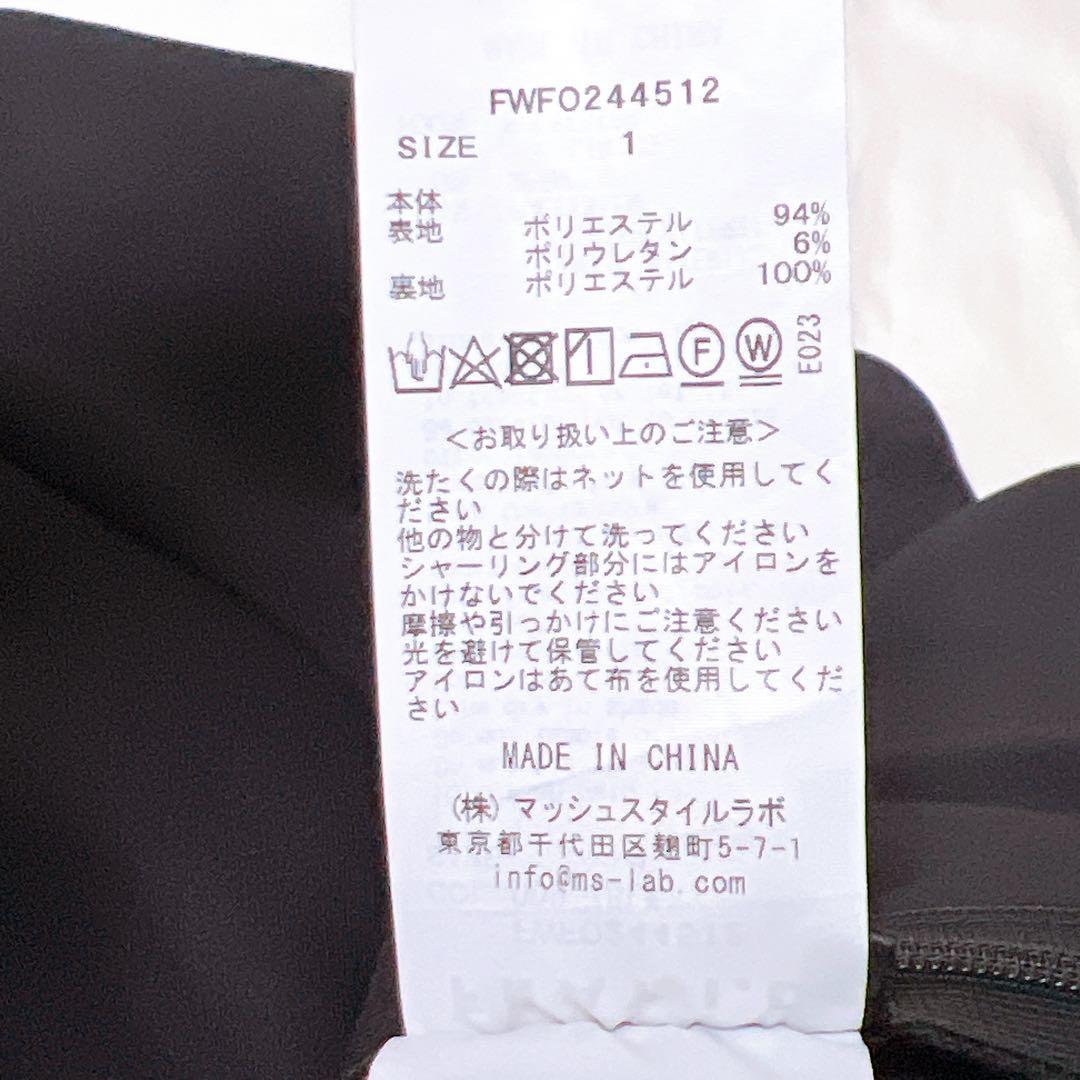 FWFO244512
SIZE 1
本体
表地 ポリエステル 94%
ポリウレタン 6%
裏地 ポリエステル 100%
F W E023
<お取り扱い上のご注意>
洗たくの際はネットを使用してく
ださい
他の物と分けて洗ってください
シャーリング部分にはアイロンを
かけないでください
摩擦や引っかけにご注意ください
光を避けて保管してください
アイロンはあて布を使用してくだ
さい
MADE IN CHINA
(株)マッシュスタイルラボ
東京都千代田区麹町5-7-1
info@ms-lab.com